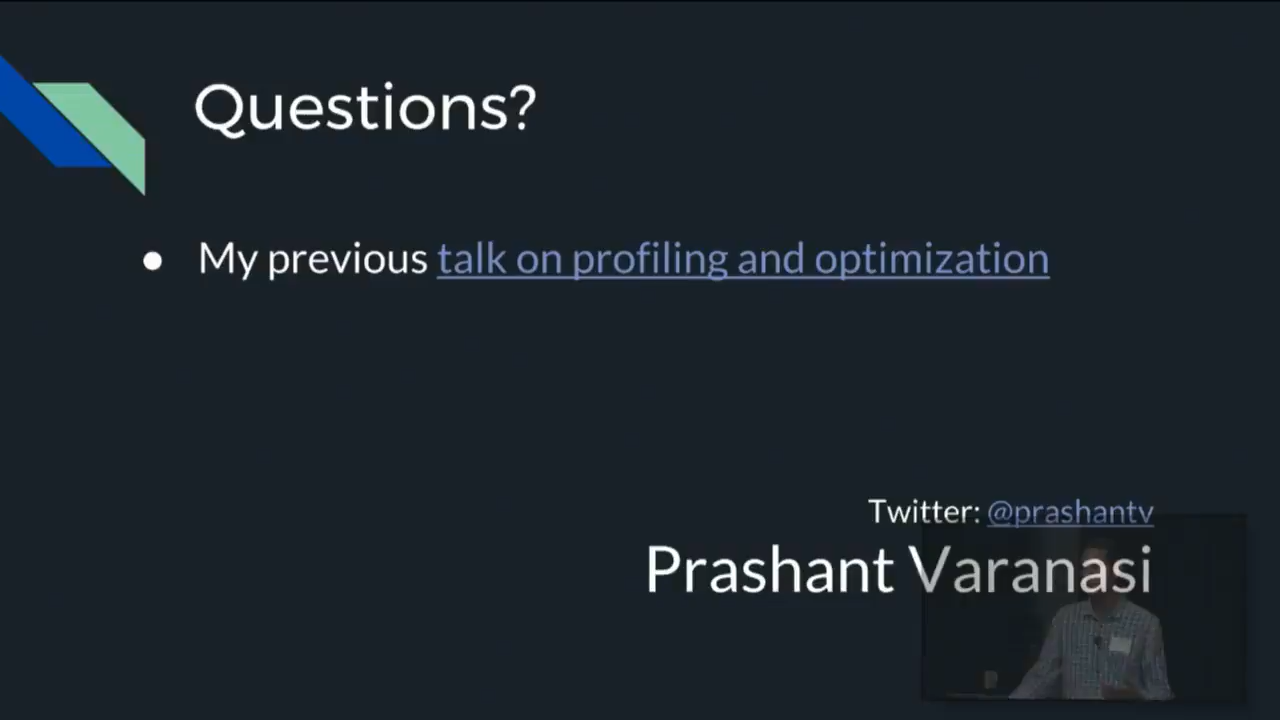 Questions?
● My previous talk on profiling and optimization
Twitter: @prashantv
Prashant Varanasi